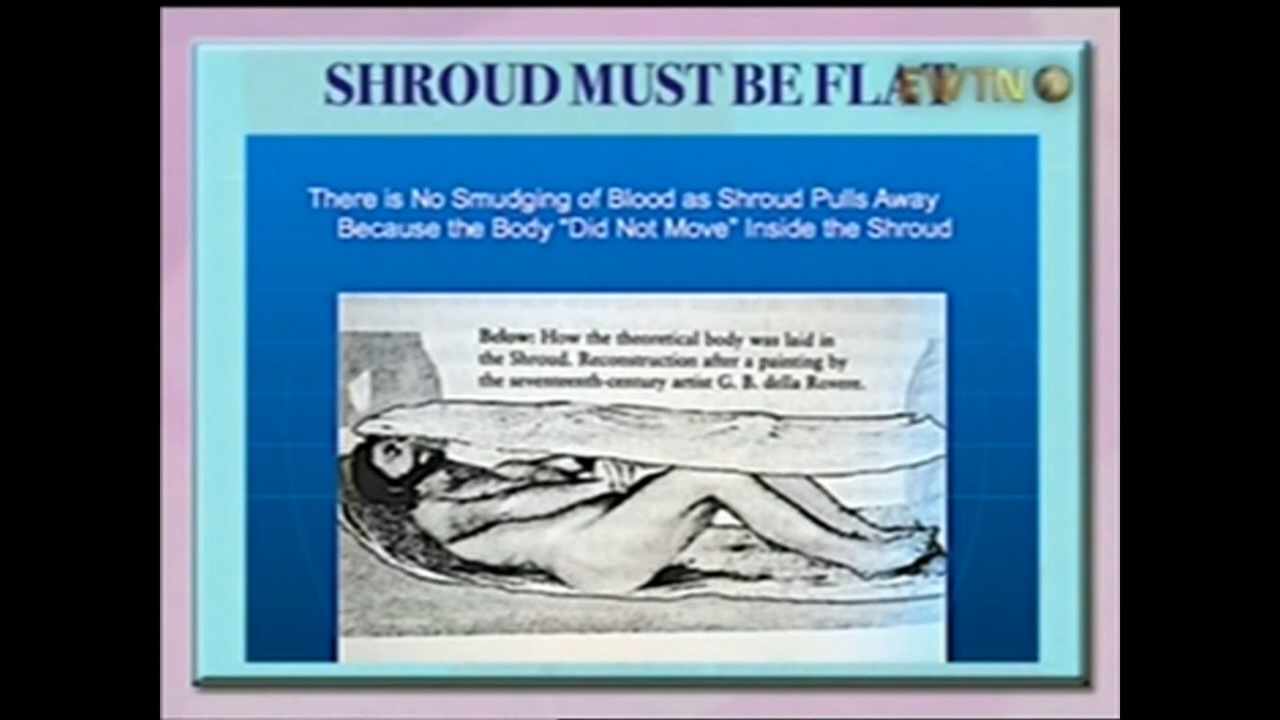 SHROUD MUST BE FLAT
EWTN
There is No Smudging of Blood as Shroud Pulls Away
Because the Body "Did Not Move" Inside the Shroud
Below: How the theoretical body was laid in
the Shroud. Reconstruction after a painting by
the seventeenth-century artist G. B. della Rovere.